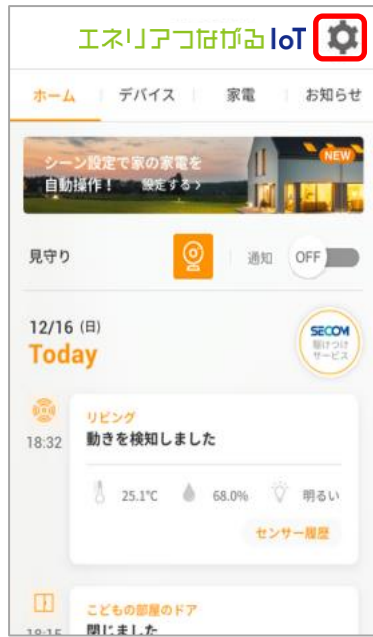 エネリアつながるIoT
ホーム デバイス 家電 お知らせ
シーン設定で家の家電を
自動操作! 設定する>
NEW
見守り 通知 OFF
12/16 (日)
Today
SECOM
駆けつけ
サービス
リビング
18:32 動きを検知しました
25.1℃ 68.0% 明るい
センサー履歴
こどもの部屋のドア
18:15 閉じました